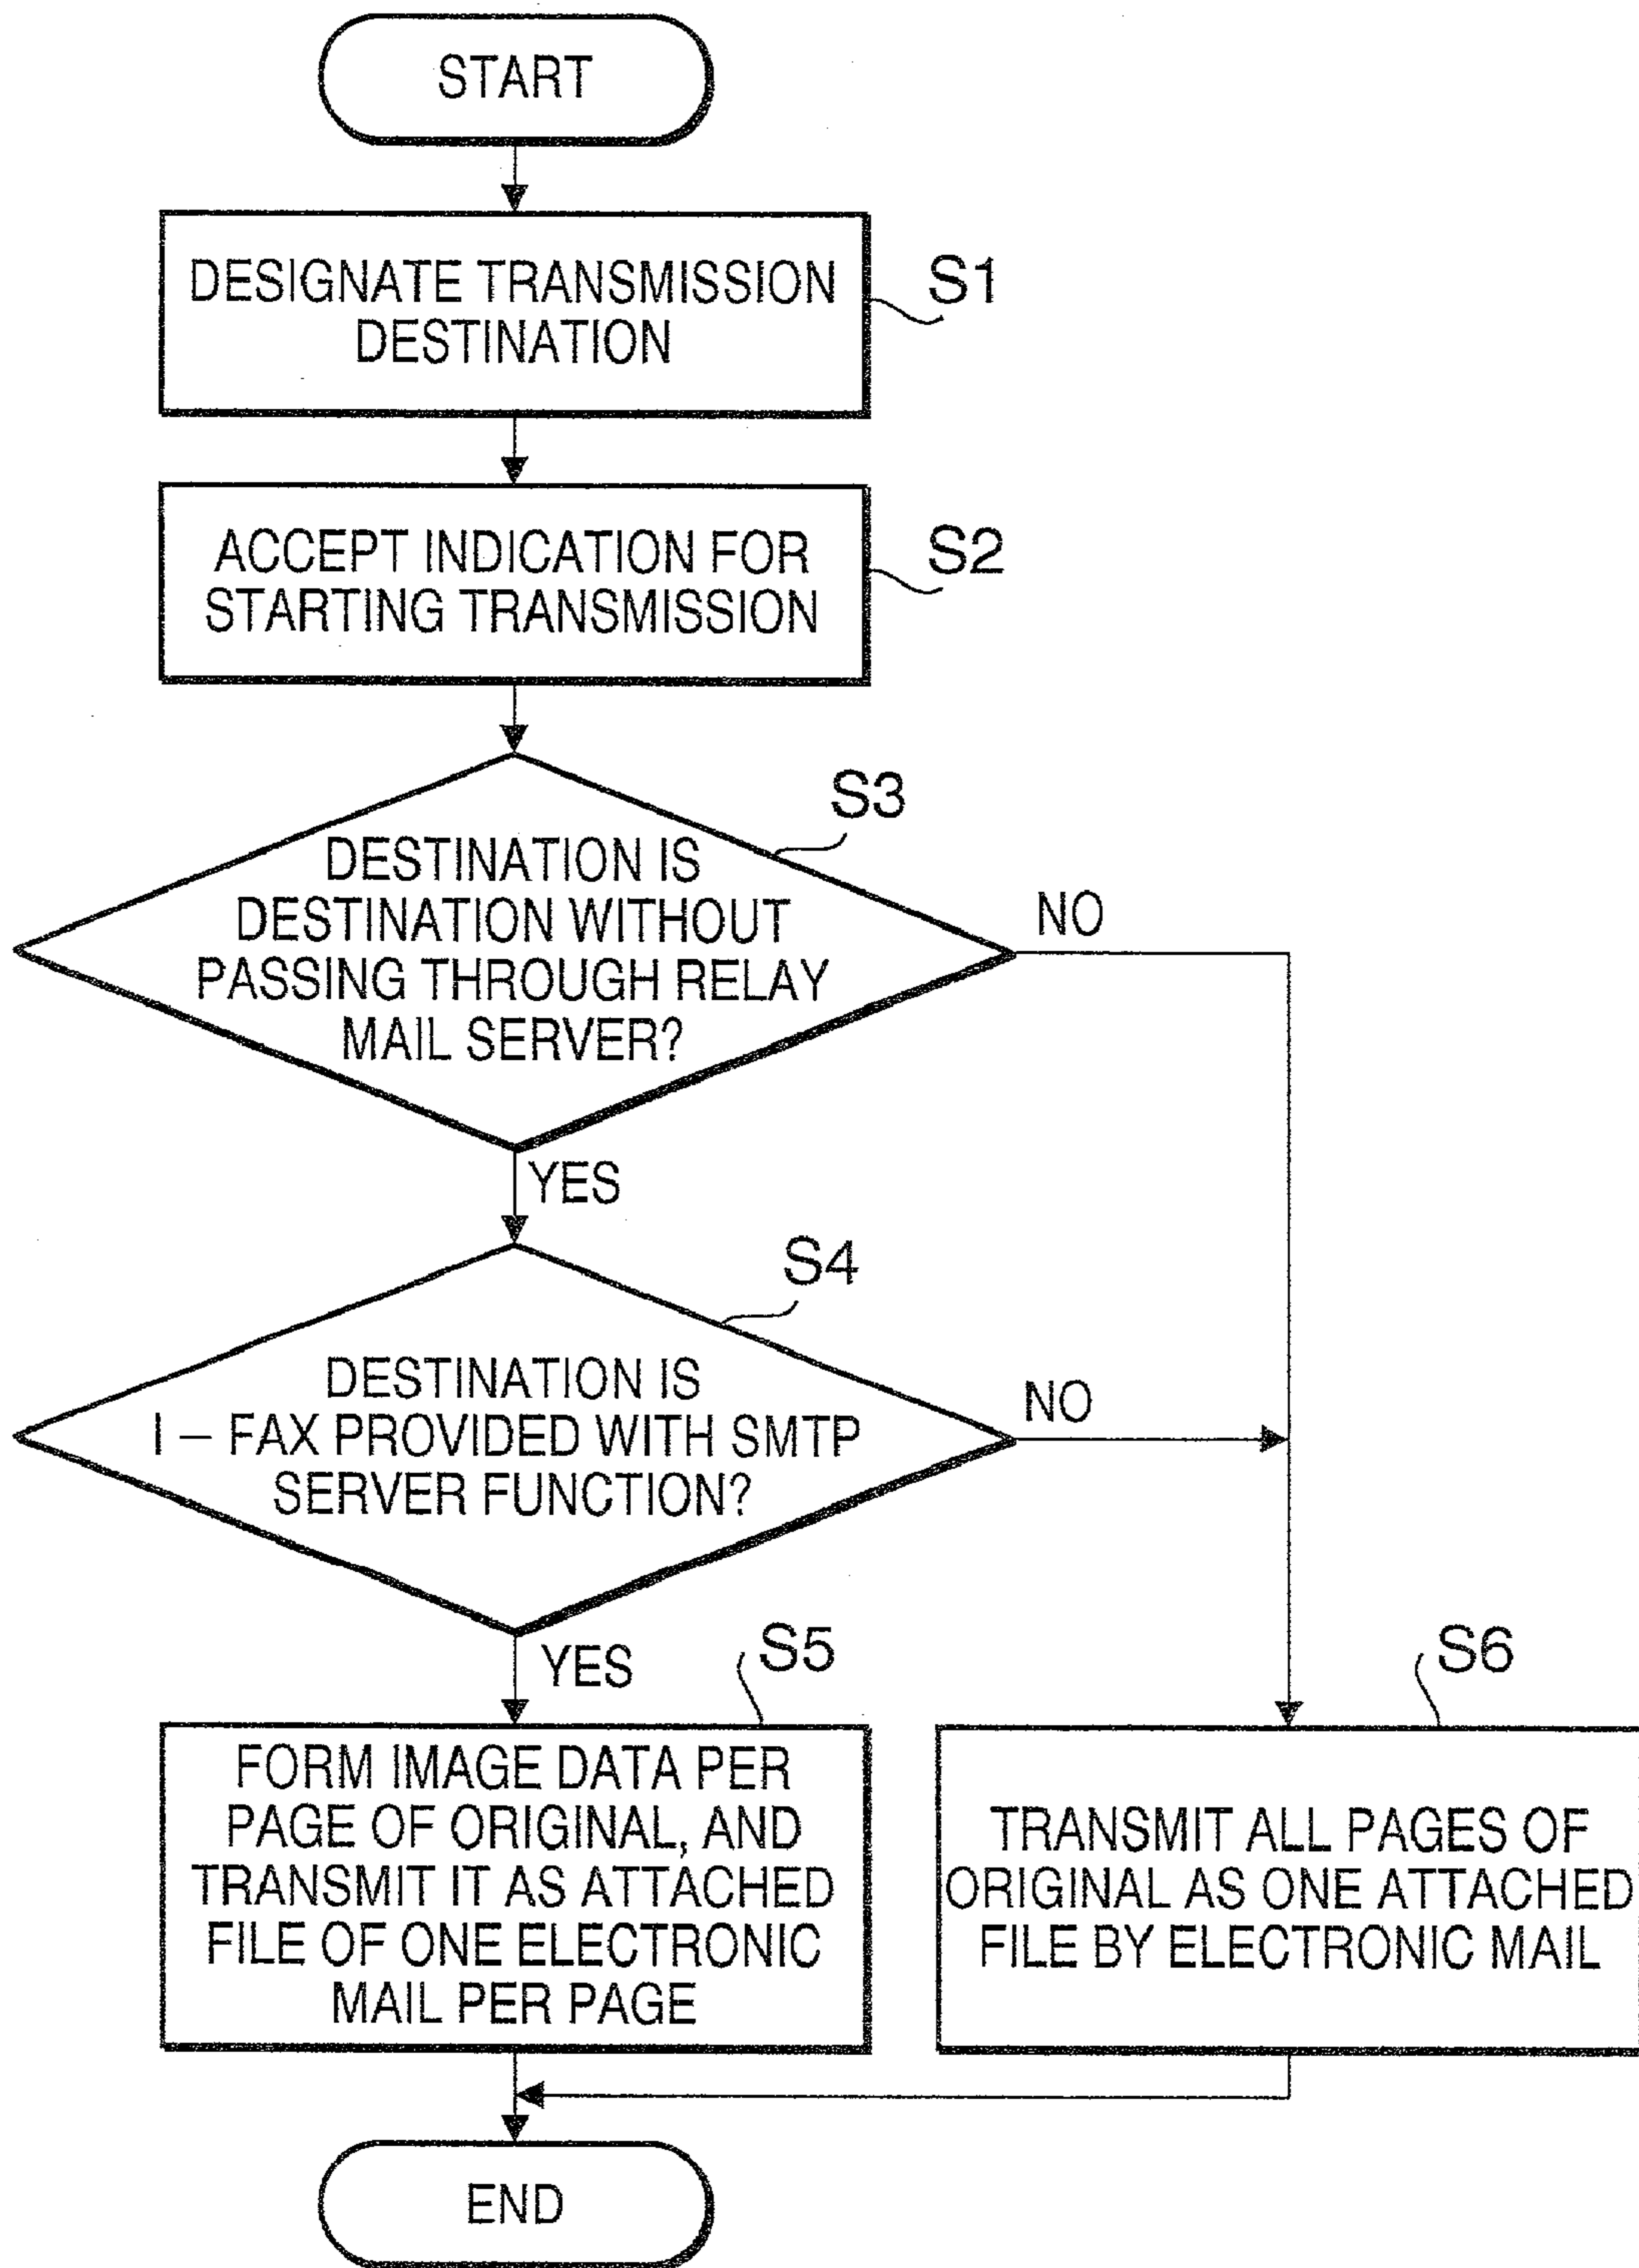 START
DESIGNATE TRANSMISSION
DESTINATION
S1
ACCEPT INDICATION FOR
STARTING TRANSMISSION
S2
S3
DESTINATION IS
DESTINATION WITHOUT
PASSING THROUGH RELAY
MAIL SERVER?
NO
YES
S4
DESTINATION IS
I – FAX PROVIDED WITH SMTP
SERVER FUNCTION?
NO
YES
S5
FORM IMAGE DATA PER
PAGE OF ORIGINAL, AND
TRANSMIT IT AS ATTACHED
FILE OF ONE ELECTRONIC
MAIL PER PAGE
S6
TRANSMIT ALL PAGES OF
ORIGINAL AS ONE ATTACHED
FILE BY ELECTRONIC MAIL
END